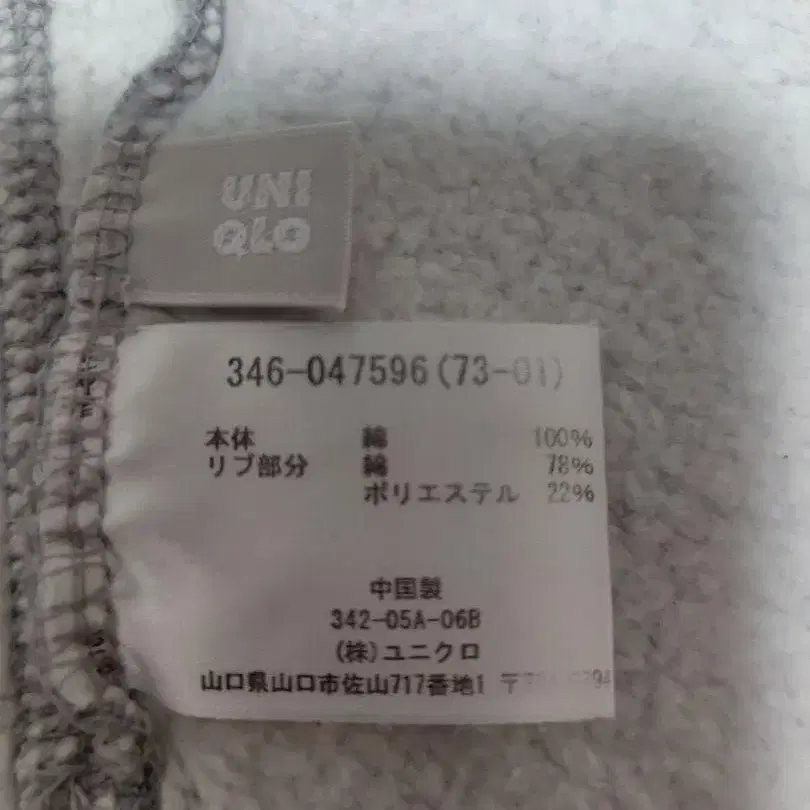 UNI
QLO
346-047596(73-01)
本体 綿 100%
リブ部分 綿 78%
ポリエステル 22%
中国製
342-05A-06B
(株)ユニクロ
山口県山口市佐山717番地1 〒